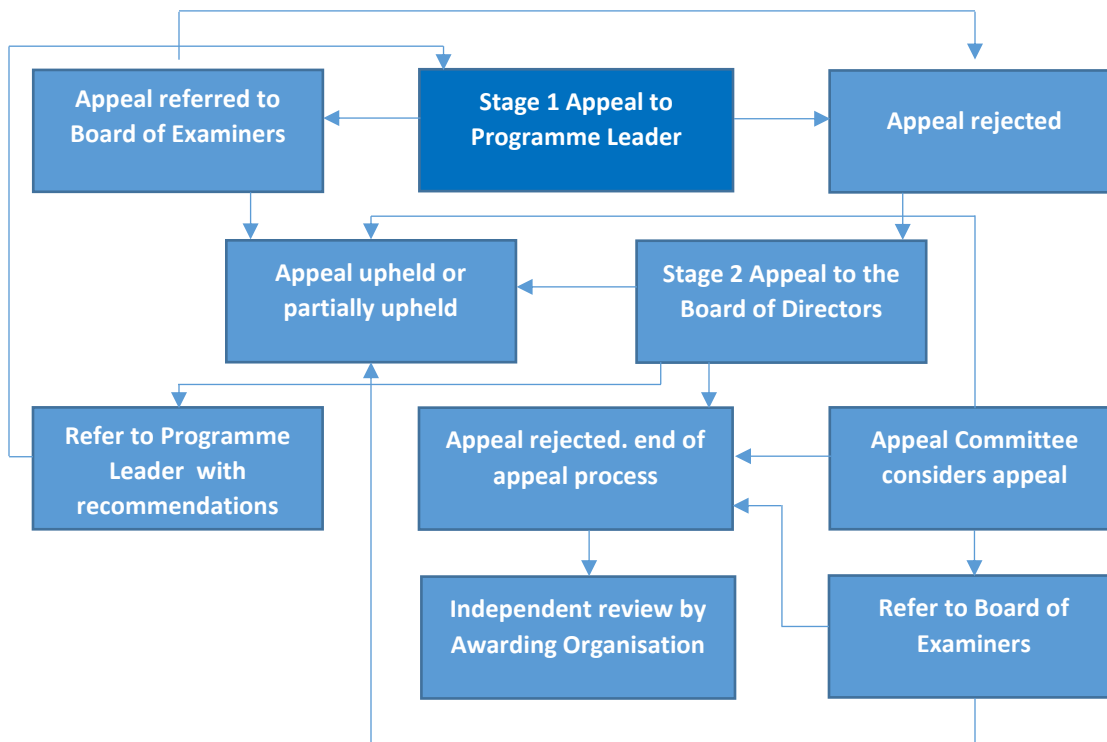 Appeal referred to
Board of Examiners
Stage 1 Appeal to
Programme Leader
Appeal rejected
Appeal upheld or
partially upheld
Stage 2 Appeal to the
Board of Directors
Refer to Programme
Leader  with
recommendations
Appeal rejected. end of
appeal process
Appeal Committee
considers appeal
Independent review by
Awarding Organisation
Refer to Board of
Examiners